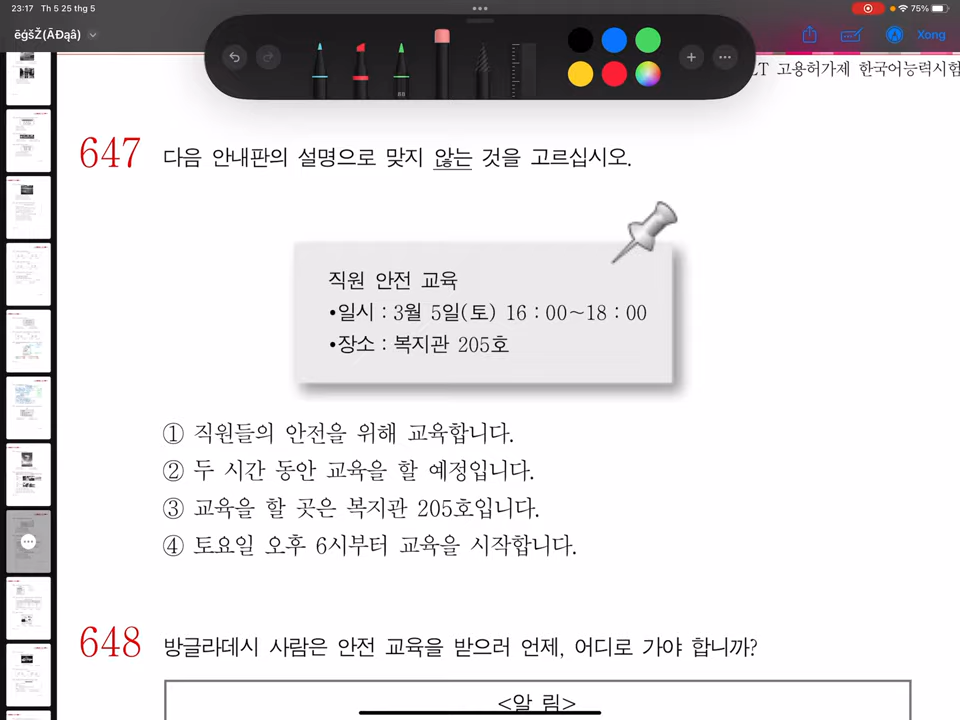 23:17 Th 5 25 thg 5
75%
ēģšŽ(ĀĐąâ)
Xong
고용허가제 한국어능력시험
647 다음 안내판의 설명으로 맞지 않는 것을 고르십시오.
직원 안전 교육
•일시 : 3월 5일(토) 16 : 00~18 : 00
•장소 : 복지관 205호
① 직원들의 안전을 위해 교육합니다.
② 두 시간 동안 교육을 할 예정입니다.
③ 교육을 할 곳은 복지관 205호입니다.
④ 토요일 오후 6시부터 교육을 시작합니다.
648 방글라데시 사람은 안전 교육을 받으러 언제, 어디로 가야 합니까?
<알 림>